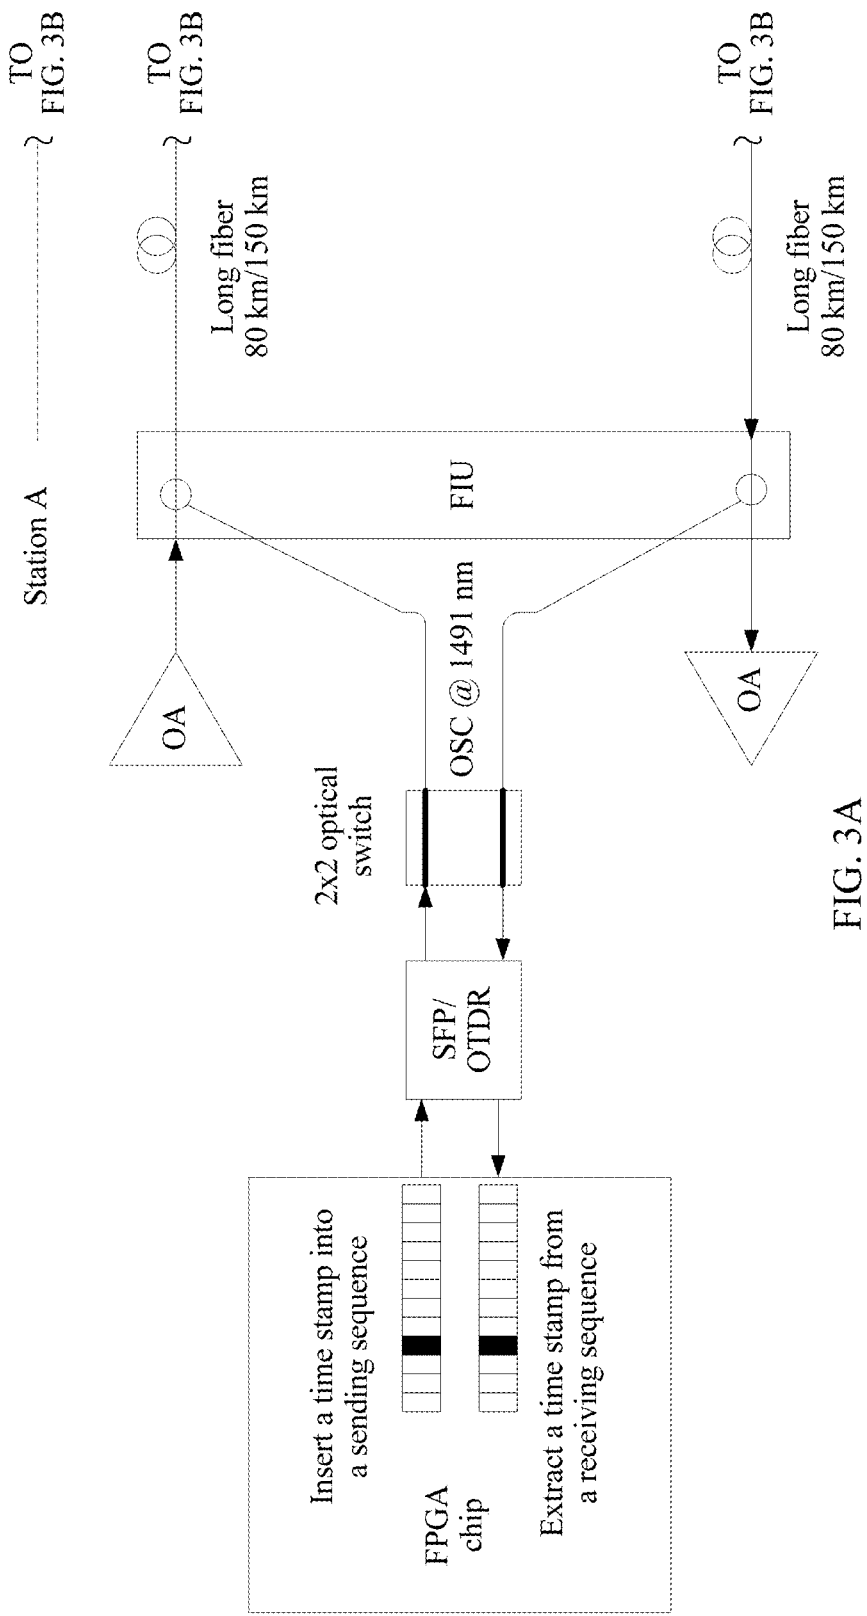 Station A
TO
FIG. 3B
TO
FIG. 3B
Long fiber
80 km/150 km
OA
FIU
2x2 optical
switch
OSC @ 1491 nm
SFP/
OTDR
Insert a time stamp into
a sending sequence
FPGA
chip
Extract a time stamp from
a receiving sequence
OA
Long fiber
80 km/150 km
TO
FIG. 3B
FIG. 3A